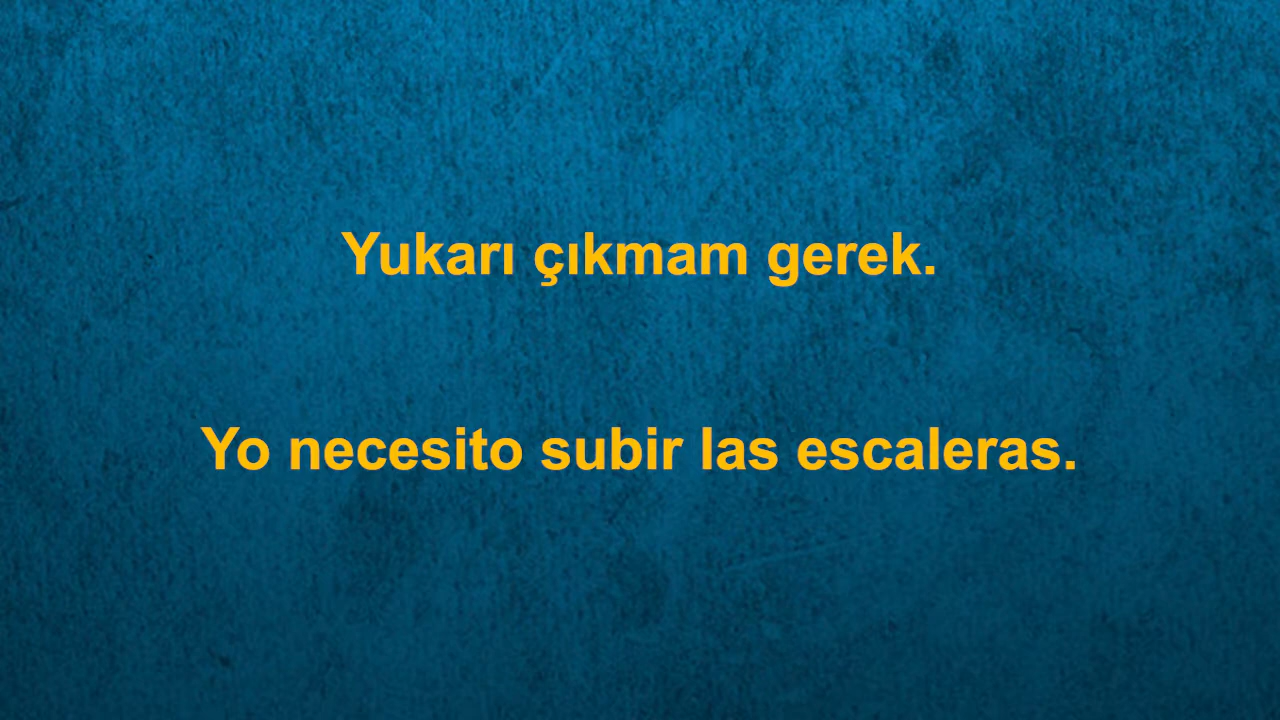 Yukarı çıkmam gerek.
Yo necesito subir las escaleras.